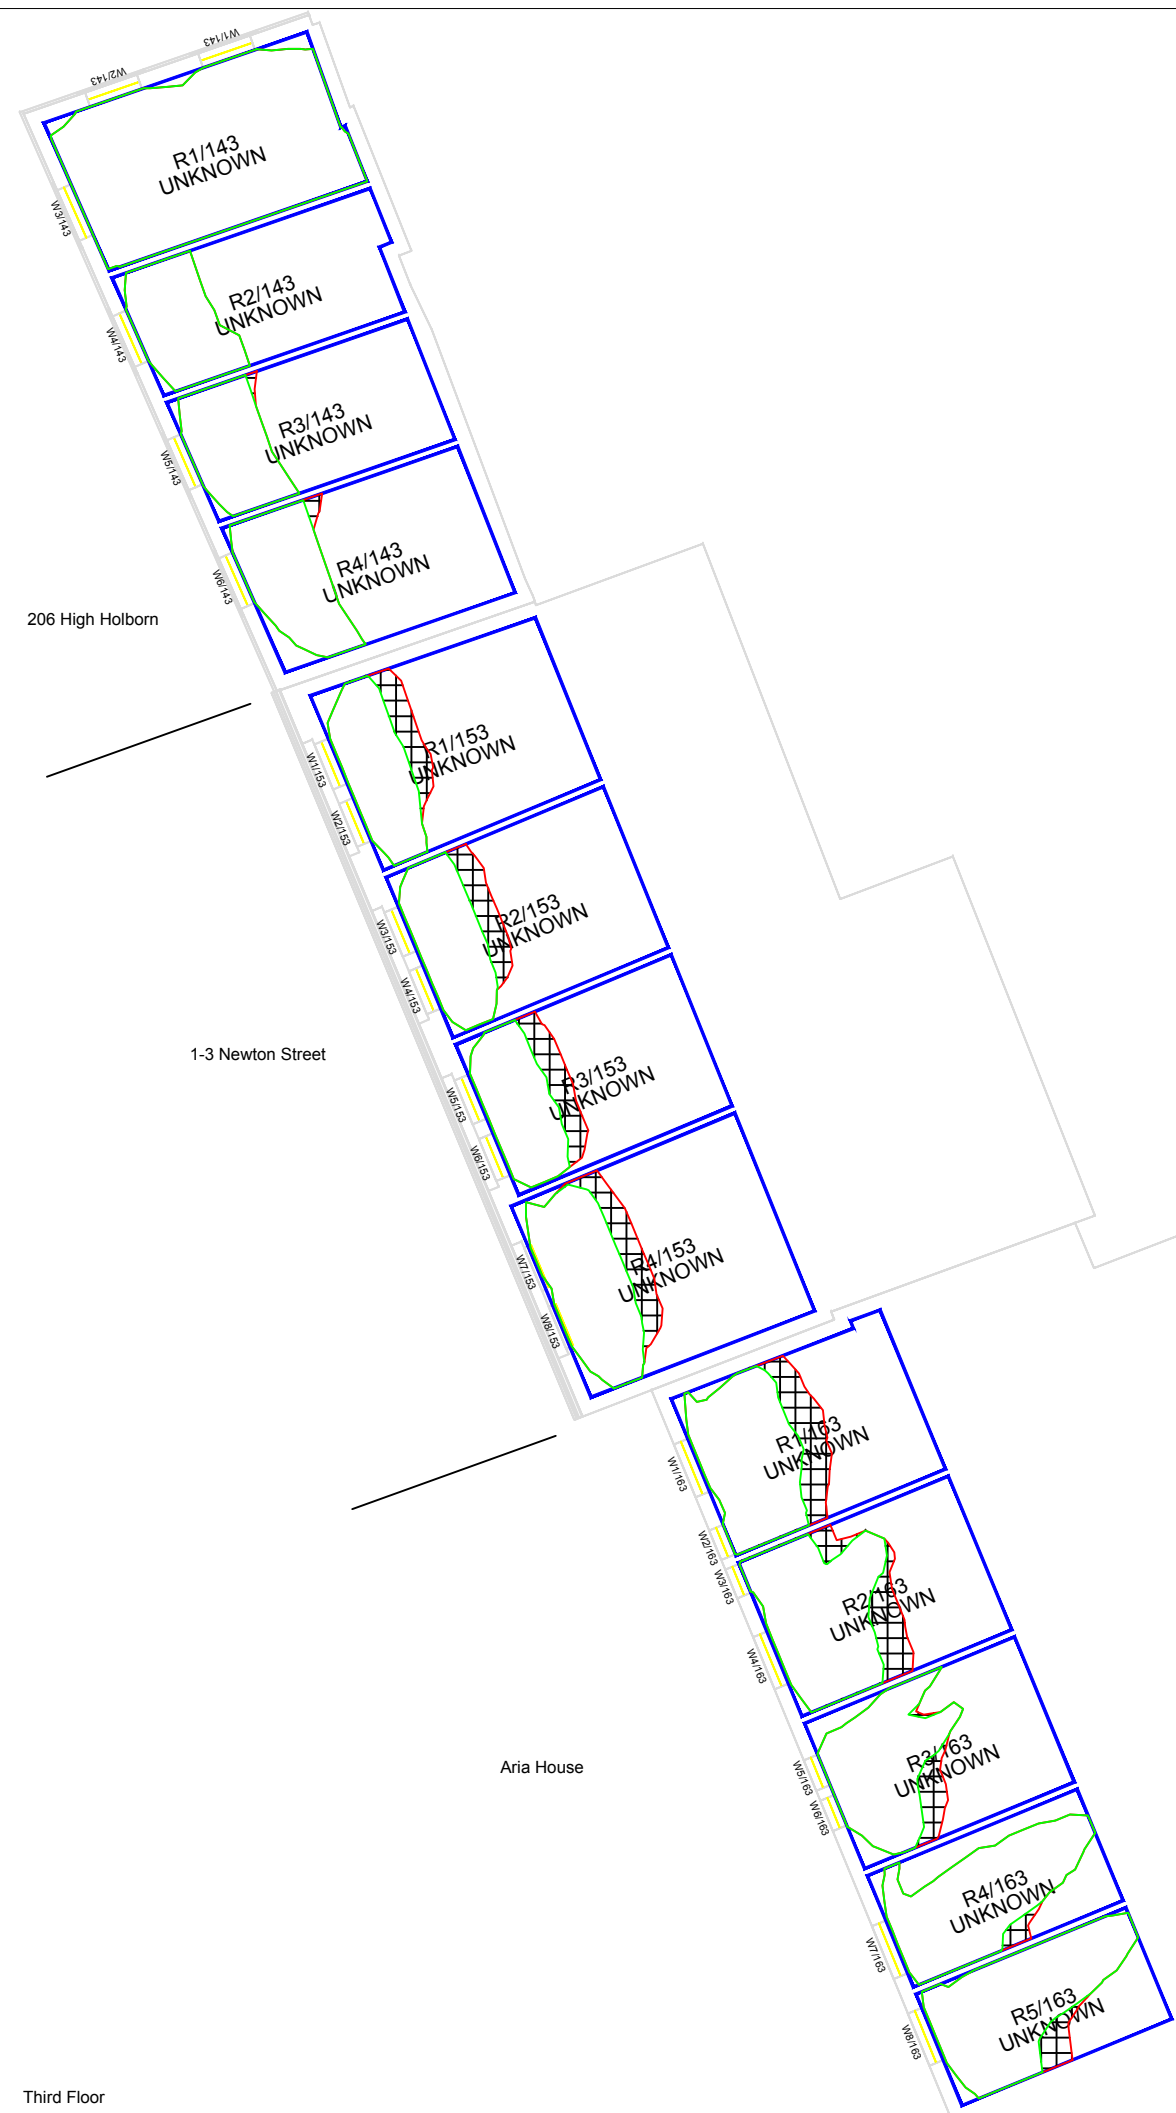 W1/143
W2/143
R1/143
UNKNOWN
W3/143
R2/143
UNKNOWN
W4/143
R3/143
UNKNOWN
W5/143
R4/143
UNKNOWN
W6/143
206 High Holborn
R1/153
UNKNOWN
W1/153
W2/153
R2/153
UNKNOWN
W3/153
W4/153
1-3 Newton Street
R3/153
UNKNOWN
W5/153
W6/153
R4/153
UNKNOWN
W7/153
W8/153
R1/163
UNKNOWN
W1/163
W2/163
W3/163
R2/163
UNKNOWN
W4/163
Aria House
R3/163
UNKNOWN
W5/163
W6/163
R4/163
UNKNOWN
W7/163
R5/163
UNKNOWN
W8/163
Third Floor